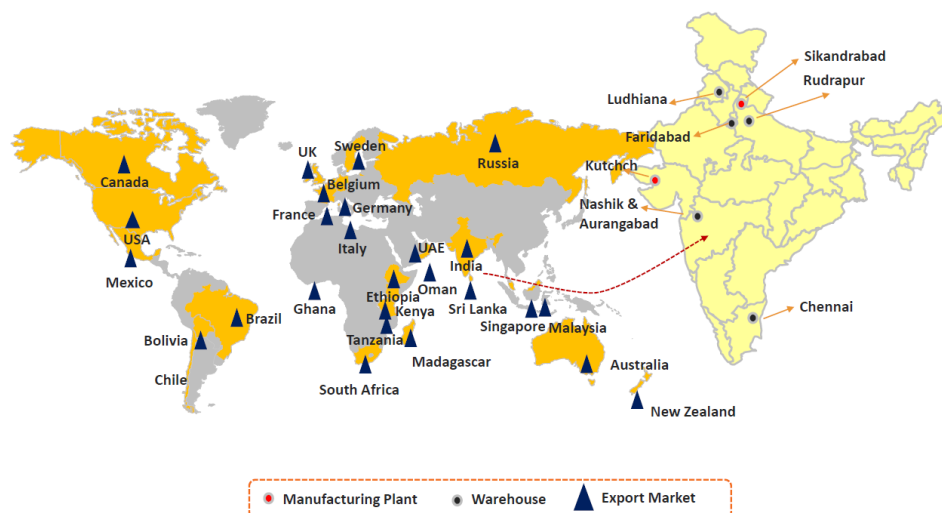 Sikandrabad
Rudrapur
Ludhiana
Faridabad
Kutchch
Nashik &
Aurangabad
Chennai
Canada
USA
Mexico
Brazil
Bolivia
Chile
UK
Sweden
Russia
Belgium
France
Germany
Italy
UAE
India
Oman
Ghana
Ethiopia
Kenya
Tanzania
Madagascar
South Africa
Sri Lanka
Singapore
Malaysia
Australia
New Zealand
Manufacturing Plant
Warehouse
Export Market